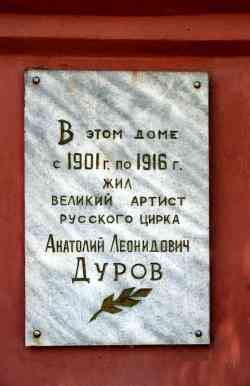 В этом доме
с 1901 г. по 1916 г.
жил
великий артист
русского цирка
Анатолий Леонидович
Дуров